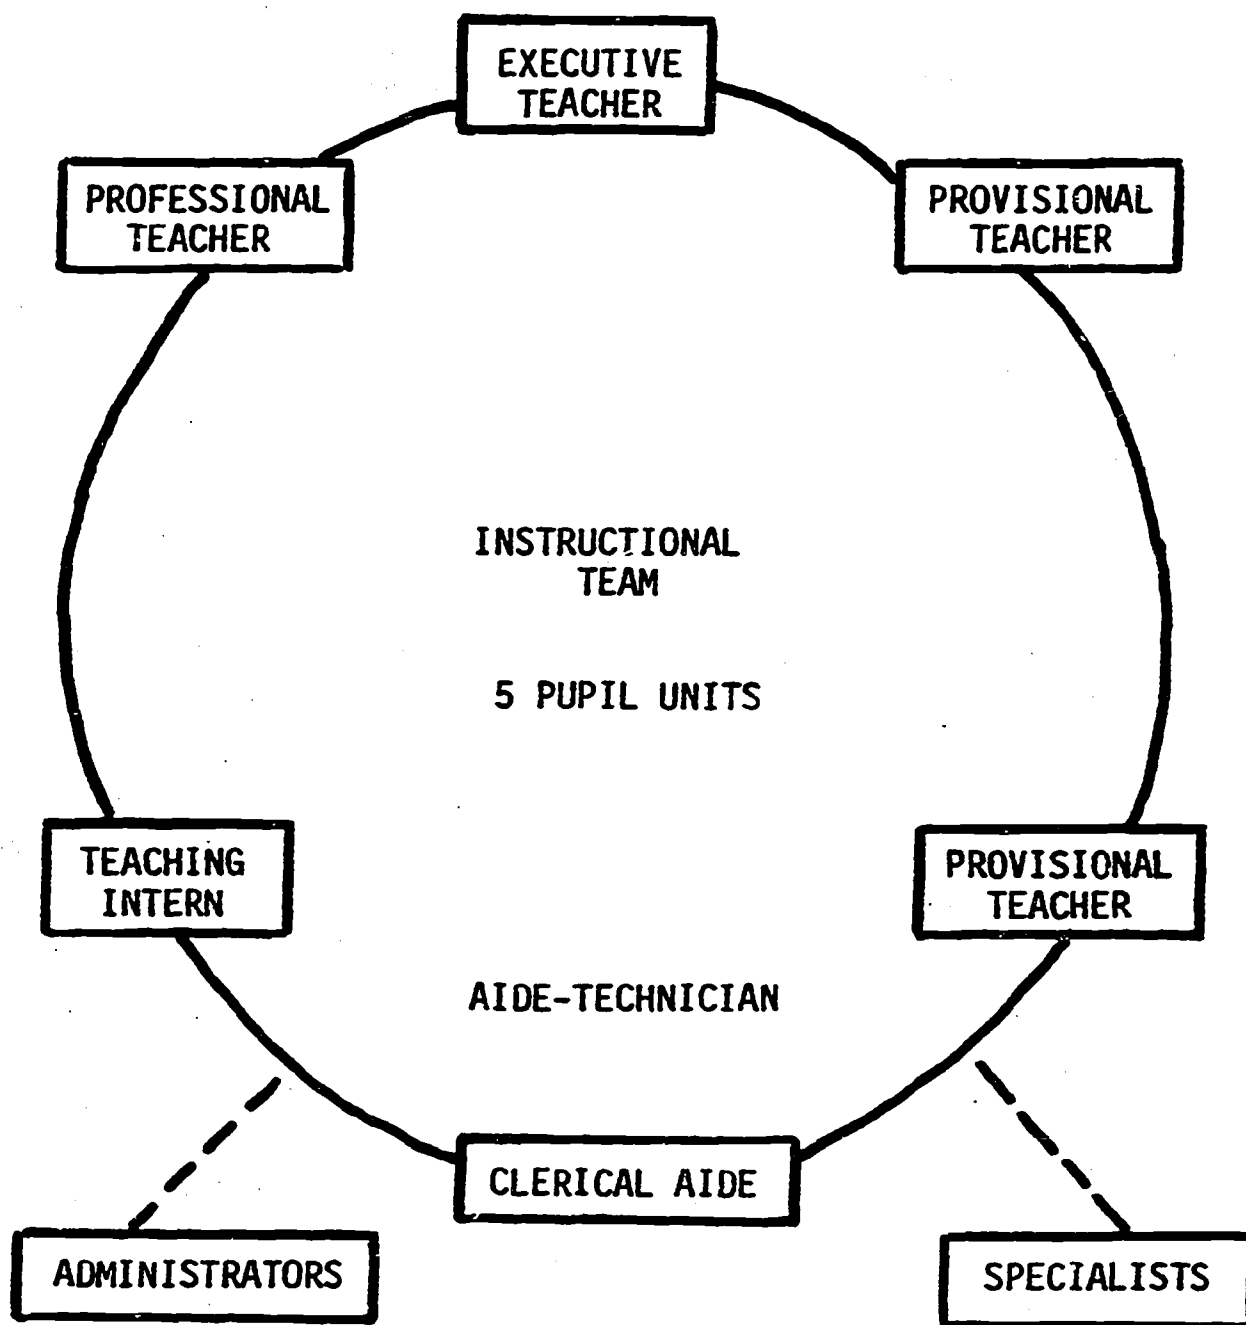 EXECUTIVE
TEACHER
PROFESSIONAL
TEACHER
PROVISIONAL
TEACHER
INSTRUCTIONAL
TEAM
5 PUPIL UNITS
TEACHING
INTERN
PROVISIONAL
TEACHER
AIDE-TECHNICIAN
CLERICAL AIDE
ADMINISTRATORS
SPECIALISTS